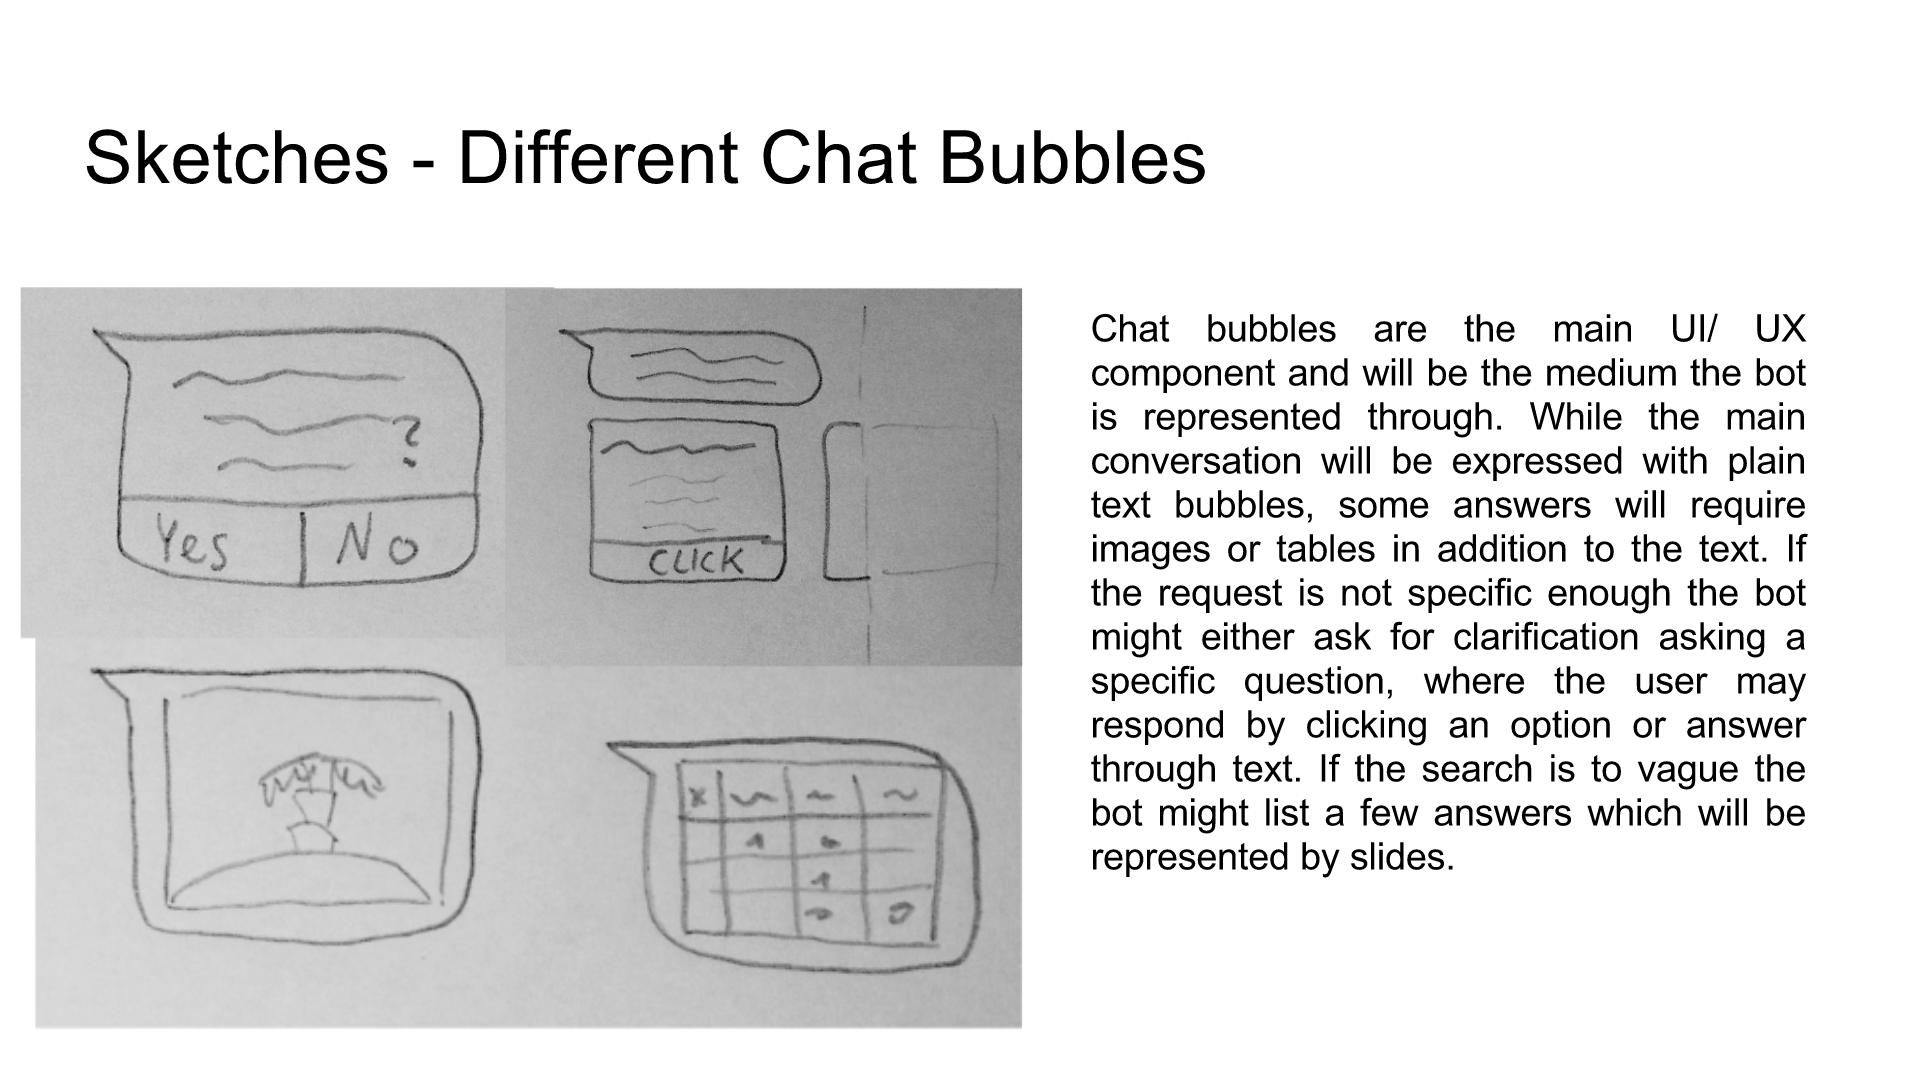 Sketches - Different Chat Bubbles
?
Yes No
CLICK
x
Chat bubbles are the main UI/ UX
component and will be the medium the bot
is represented through. While the main
conversation will be expressed with plain
text bubbles, some answers will require
images or tables in addition to the text. If
the request is not specific enough the bot
might either ask for clarification asking a
specific question, where the user may
respond by clicking an option or answer
through text. If the search is to vague the
bot might list a few answers which will be
represented by slides.